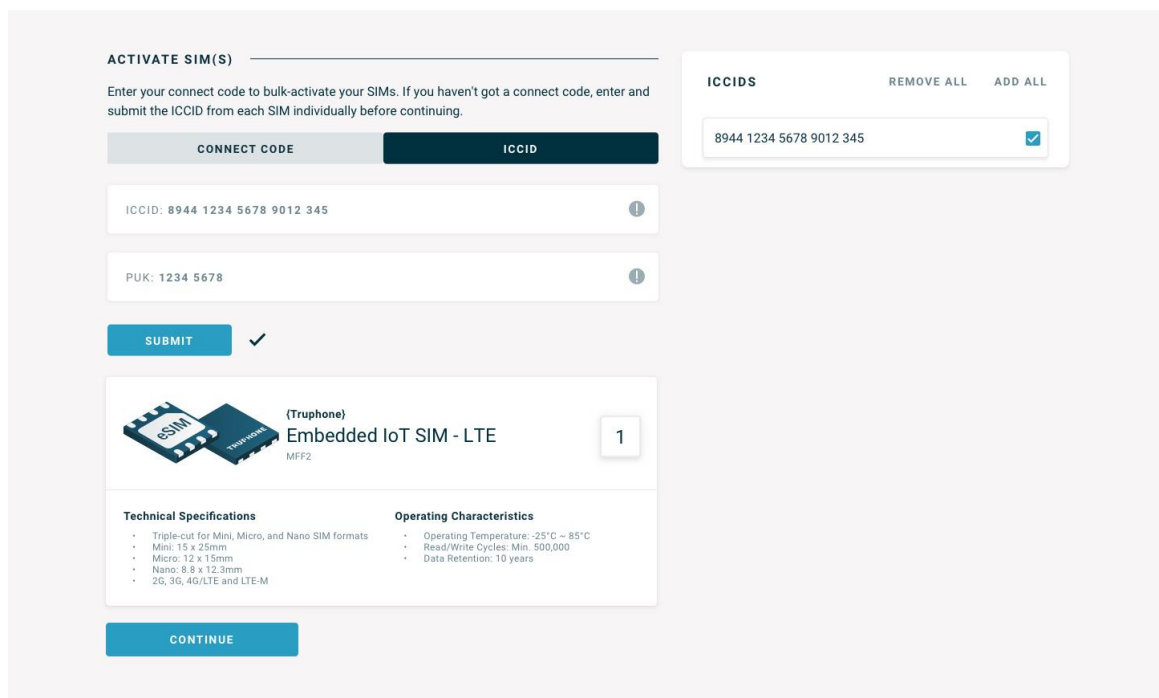 ACTIVATE SIM(S)
Enter your connect code to bulk-activate your SIMs. If you haven't got a connect code, enter and
submit the ICCID from each SIM individually before continuing.
CONNECT CODE
ICCID
ICCID: 8944 1234 5678 9012 345
PUK: 1234 5678
SUBMIT
eSIM
TRUPHONE
{Truphone}
Embedded IoT SIM - LTE
MFF2
1
Technical Specifications
· Triple-cut for Mini, Micro, and Nano SIM formats
· Mini: 15 x 25mm
· Micro: 12 x 15mm
· Nano: 8.8 x 12.3mm
· 2G, 3G, 4G/LTE and LTE-M
Operating Characteristics
· Operating Temperature: -25°C ~ 85°C
· Read/Write Cycles: Min. 500,000
· Data Retention: 10 years
CONTINUE
ICCIDS
REMOVE ALL
ADD ALL
8944 1234 5678 9012 345